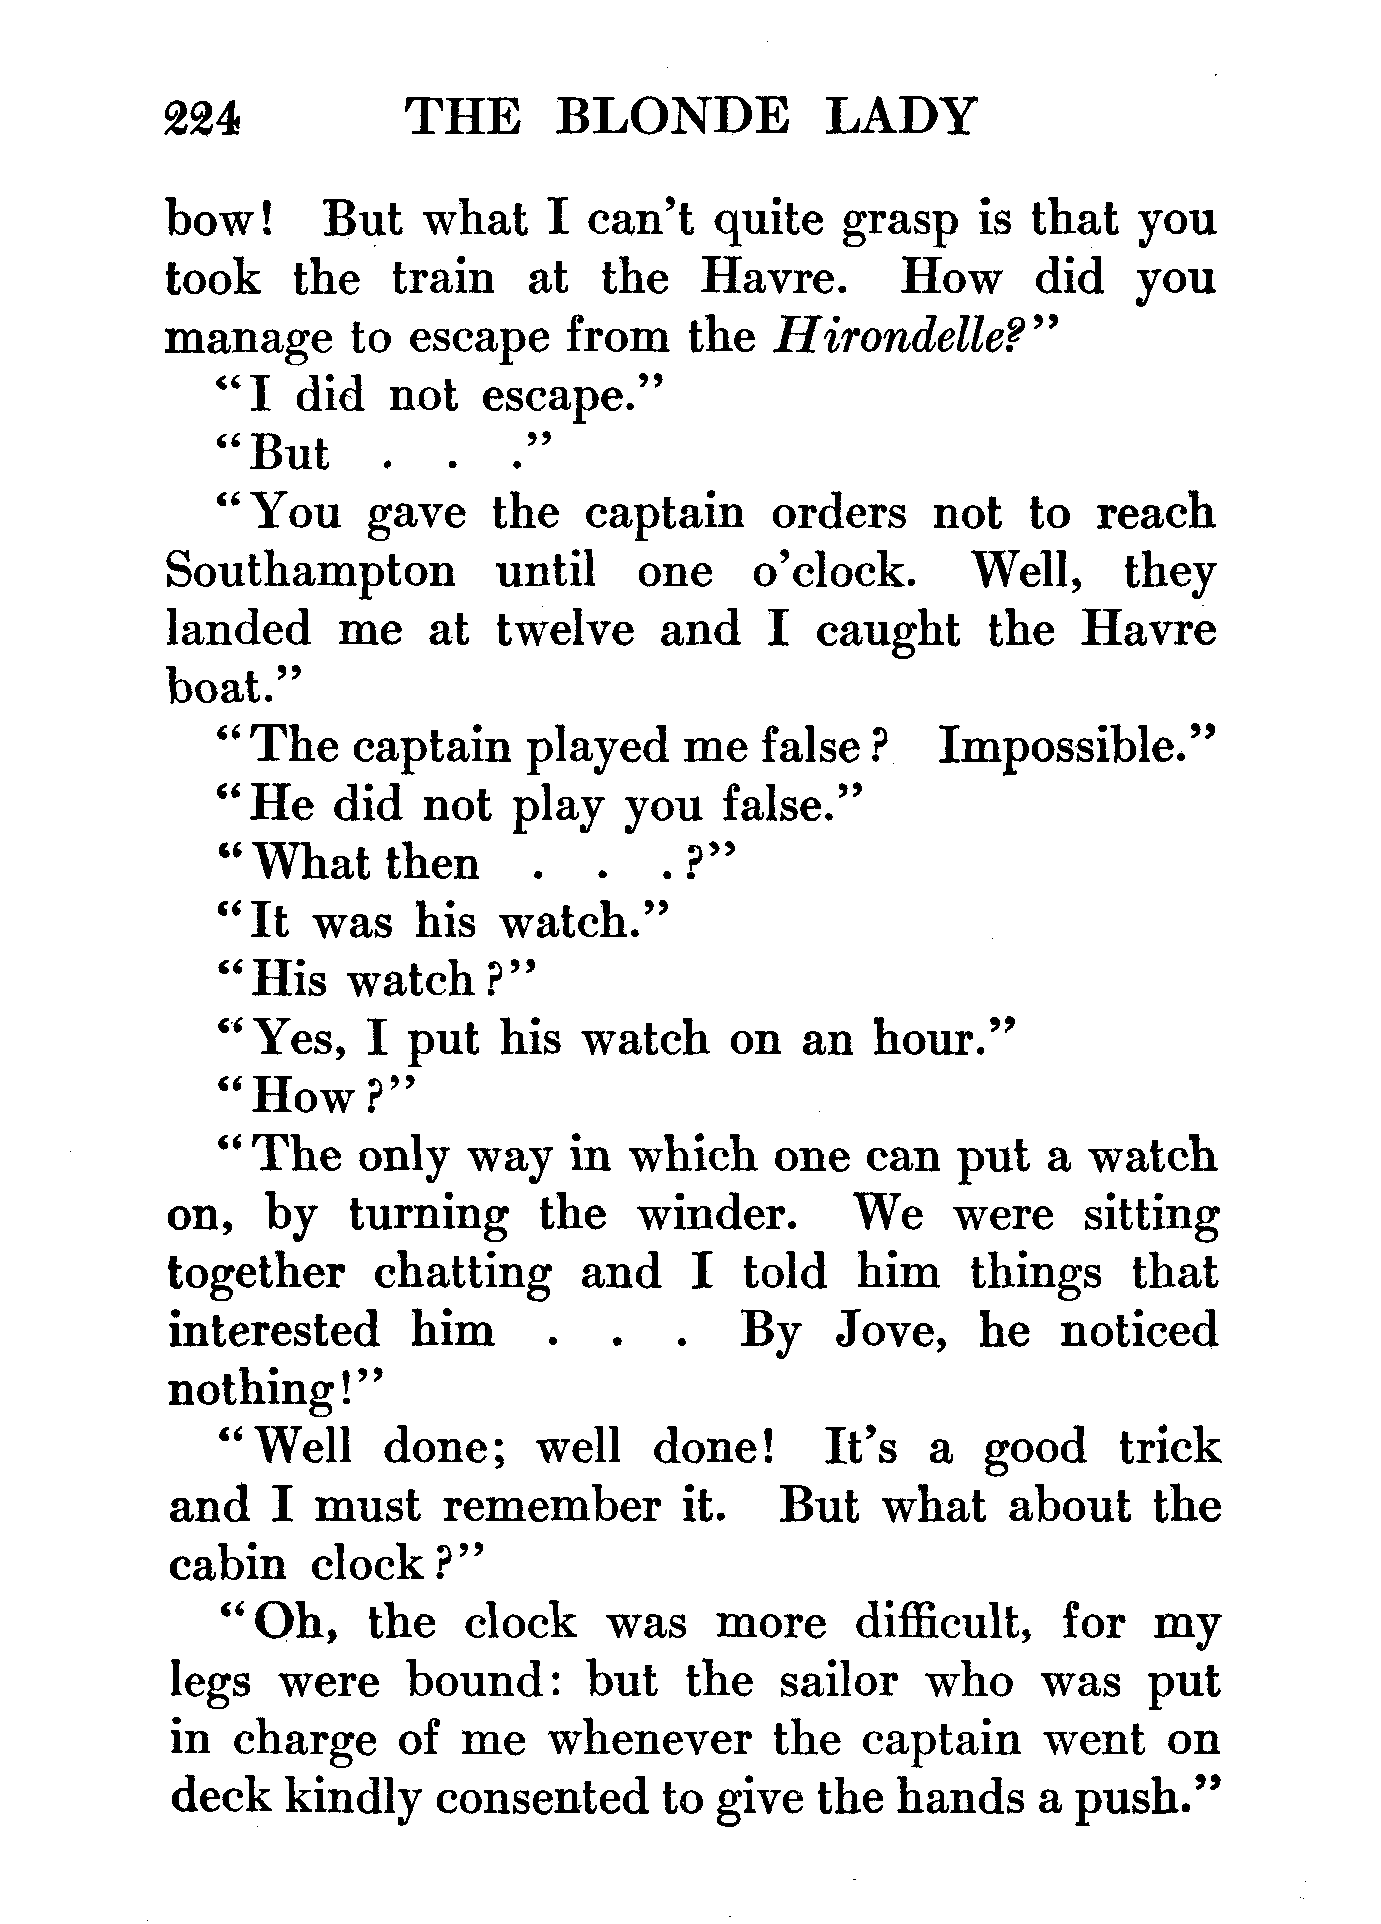 224 THE BLONDE LADY
bow! But what I can't quite grasp is that you
took the train at the Havre. How did you
manage to escape from the Hirondelle?"
"I did not escape."
"But . . ."
"You gave the captain orders not to reach
Southampton until one o'clock. Well, they
landed me at twelve and I caught the Havre
boat."
"The captain played me false? Impossible."
"He did not play you false."
"What then . . .?"
"It was his watch."
"His watch?"
"Yes, I put his watch on an hour."
"How?"
"The only way in which one can put a watch
on, by turning the winder. We were sitting
together chatting and I told him things that
interested him . . . By Jove, he noticed
nothing!"
"Well done; well done! It's a good trick
and I must remember it. But what about the
cabin clock?"
"Oh, the clock was more difficult, for my
legs were bound: but the sailor who was put
in charge of me whenever the captain went on
deck kindly consented to give the hands a push."